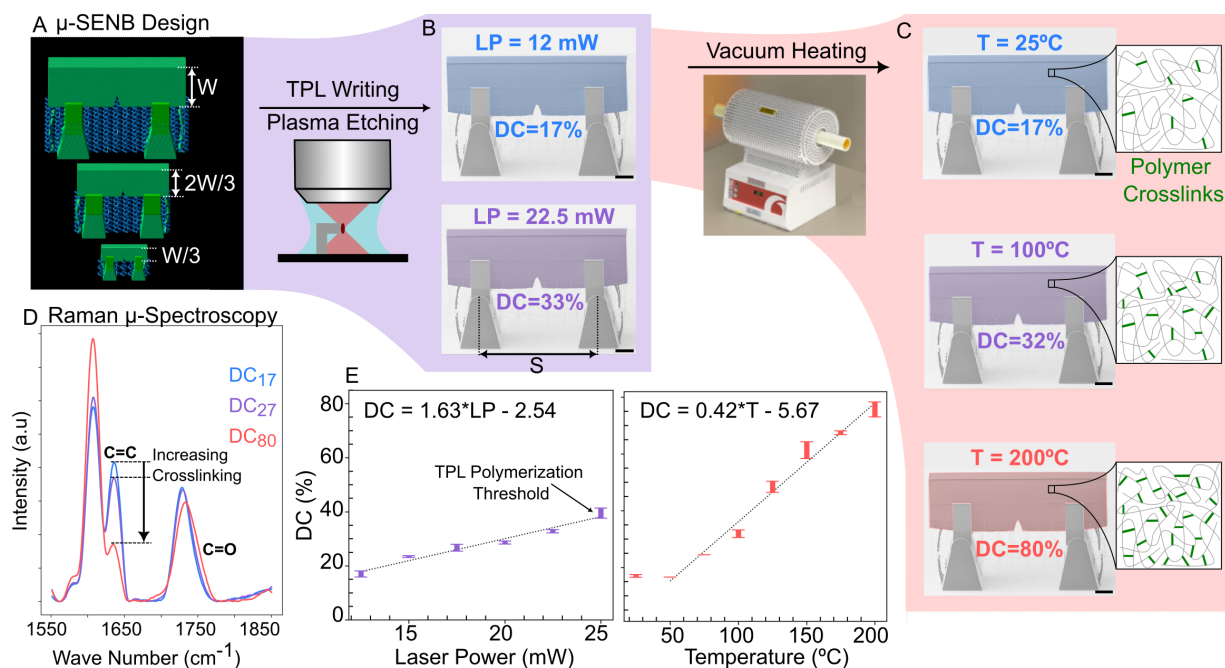 A μ-SENB Design
W
2W/3
W/3
TPL Writing
Plasma Etching
B
LP = 12 mW
DC=17%
LP = 22.5 mW
DC=33%
S
Vacuum Heating
C
T = 25ºC
DC=17%
Polymer
Crosslinks
T = 100ºC
DC=32%
T = 200ºC
DC=80%
D Raman μ-Spectroscopy
DC17
DC27
DC80
C=C
Increasing
Crosslinking
C=O
Intensity (a.u)
1550
1650
1750
1850
Wave Number (cm⁻¹)
E
DC = 1.63*LP - 2.54
TPL Polymerization
Threshold
DC (%)
80
60
40
20
0
15
20
25
Laser Power (mW)
DC = 0.42*T - 5.67
50
100
150
200
Temperature (ºC)